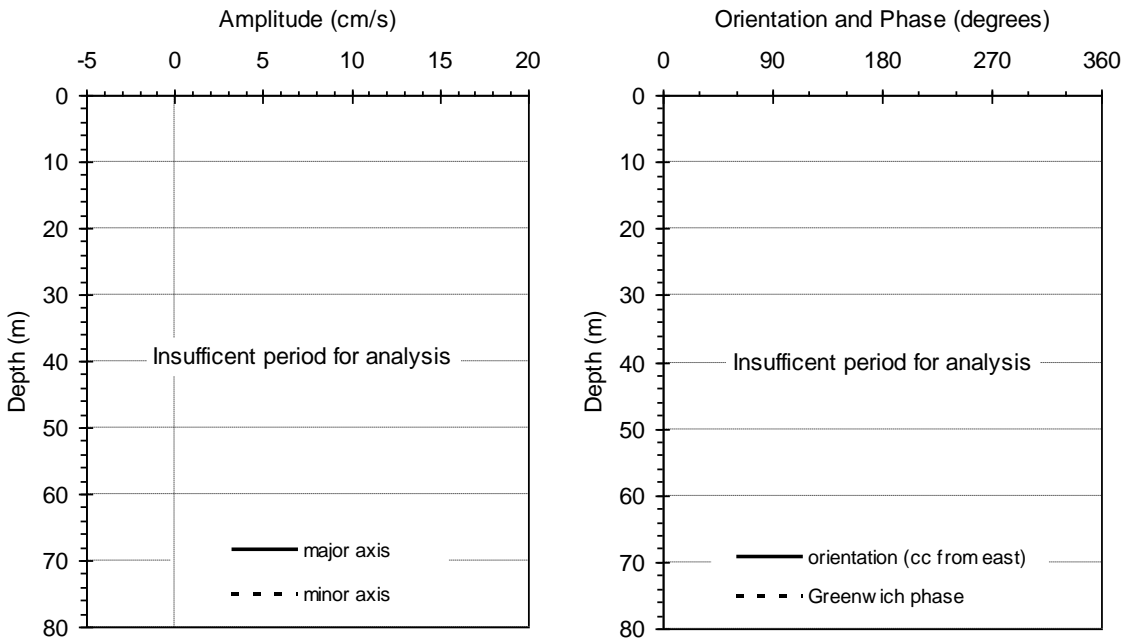 Amplitude (cm/s)
-5 0 5 10 15 20
0
10
20
30
40
50
60
70
80
Depth (m)
Insufficent period for analysis
major axis
minor axis
Orientation and Phase (degrees)
0 90 180 270 360
0
10
20
30
40
50
60
70
80
Depth (m)
Insufficent period for analysis
orientation (cc from east)
Greenwich phase